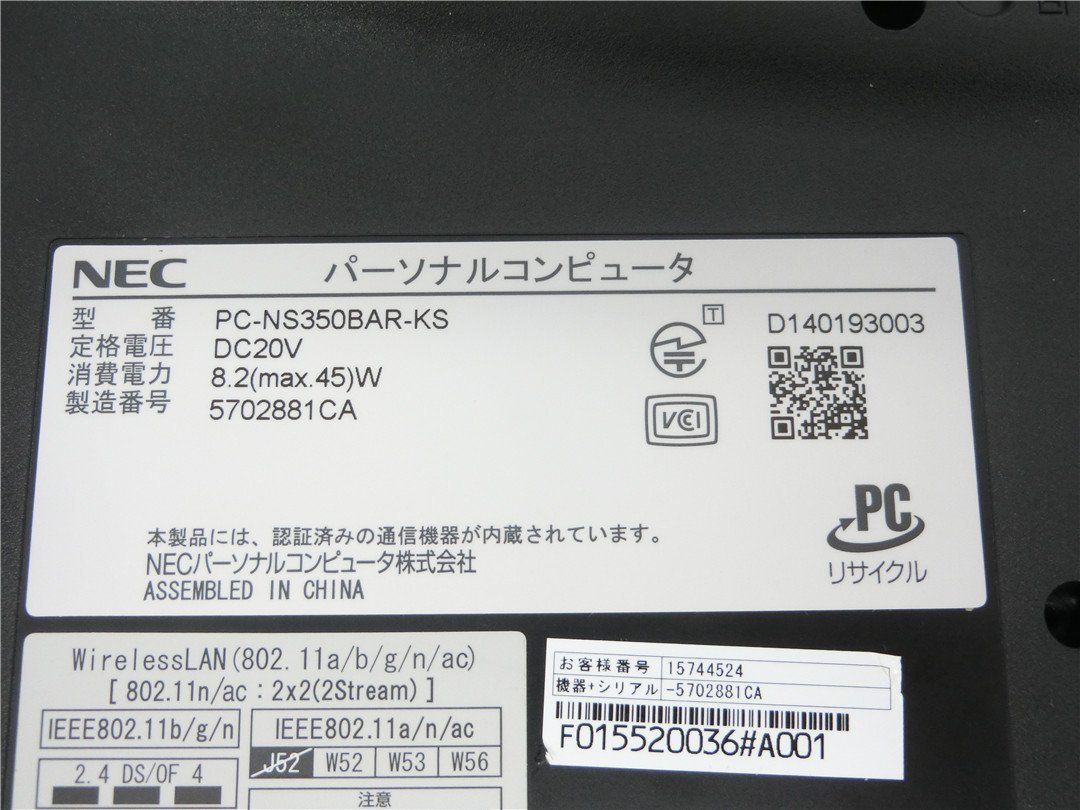 NEC パーソナルコンピュータ
型 番 PC-NS350BAR-KS
定格電圧 DC20V
消費電力 8.2(max.45)W
製造番号 5702881CA
T
D140193003
VCI
本製品には、認証済みの通信機器が内蔵されています。
NECパーソナルコンピュータ株式会社
ASSEMBLED IN CHINA
PC
リサイクル
WirelessLAN(802.11a/b/g/n/ac)
[ 802.11n/ac : 2x2(2Stream) ]
IEEE802.11b/g/n
IEEE802.11a/n/ac
J52 W52 W53 W56
2.4 DS/OF 4
注意
お客様番号 15744524
機器+シリアル -5702881CA
F015520036#A001